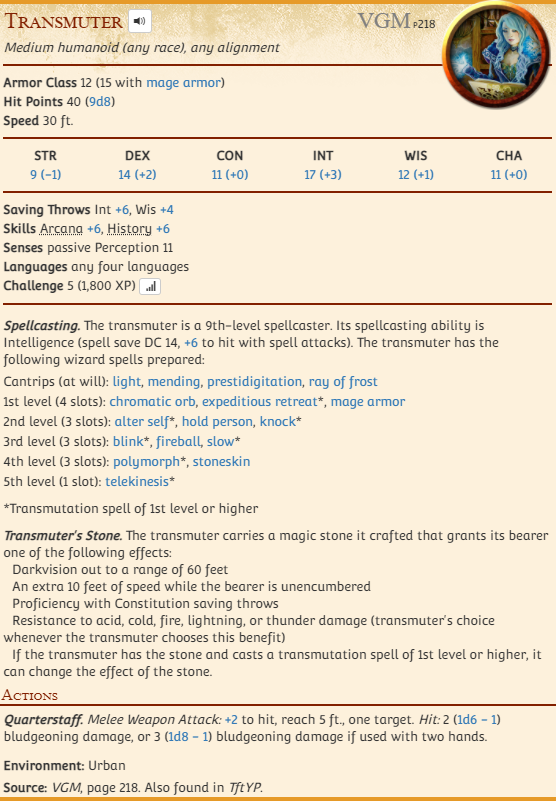 Transmuter VGM P218
Medium humanoid (any race), any alignment
Armor Class 12 (15 with mage armor)
Hit Points 40 (9d8)
Speed 30 ft.
STR DEX CON INT WIS CHA
9 (−1) 14 (+2) 11 (+0) 17 (+3) 12 (+1) 11 (+0)
Saving Throws Int +6, Wis +4
Skills Arcana +6, History +6
Senses passive Perception 11
Languages any four languages
Challenge 5 (1,800 XP)
Spellcasting. The transmuter is a 9th-level spellcaster. Its spellcasting ability is
Intelligence (spell save DC 14, +6 to hit with spell attacks). The transmuter has the
following wizard spells prepared:
Cantrips (at will): light, mending, prestidigitation, ray of frost
1st level (4 slots): chromatic orb, expeditious retreat*, mage armor
2nd level (3 slots): alter self*, hold person, knock*
3rd level (3 slots): blink*, fireball, slow*
4th level (3 slots): polymorph*, stoneskin
5th level (1 slot): telekinesis*
*Transmutation spell of 1st level or higher
Transmuter's Stone. The transmuter carries a magic stone it crafted that grants its bearer
one of the following effects:
Darkvision out to a range of 60 feet
An extra 10 feet of speed while the bearer is unencumbered
Proficiency with Constitution saving throws
Resistance to acid, cold, fire, lightning, or thunder damage (transmuter's choice
whenever the transmuter chooses this benefit)
If the transmuter has the stone and casts a transmutation spell of 1st level or higher, it
can change the effect of the stone.
Actions
Quarterstaff. Melee Weapon Attack: +2 to hit, reach 5 ft., one target. Hit: 2 (1d6 − 1)
bludgeoning damage, or 3 (1d8 − 1) bludgeoning damage if used with two hands.
Environment: Urban
Source: VGM, page 218. Also found in TftYP.